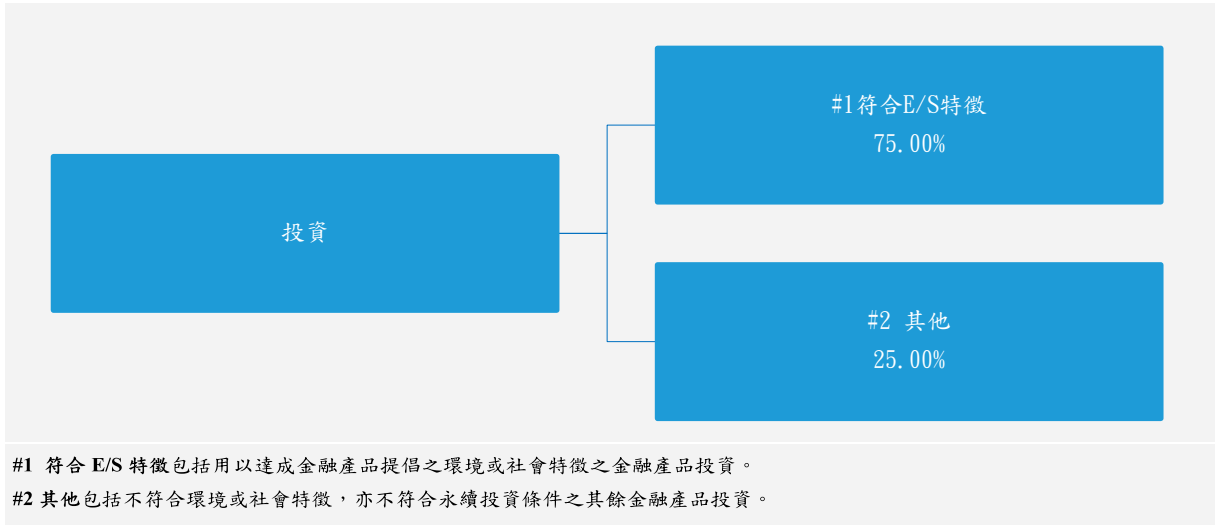 投資
#1符合E/S特徵
75.00%
#2 其他
25.00%
#1 符合 E/S 特徵包括用以達成金融產品提倡之環境或社會特徵之金融產品投資。
#2 其他包括不符合環境或社會特徵，亦不符合永續投資條件之其餘金融產品投資。